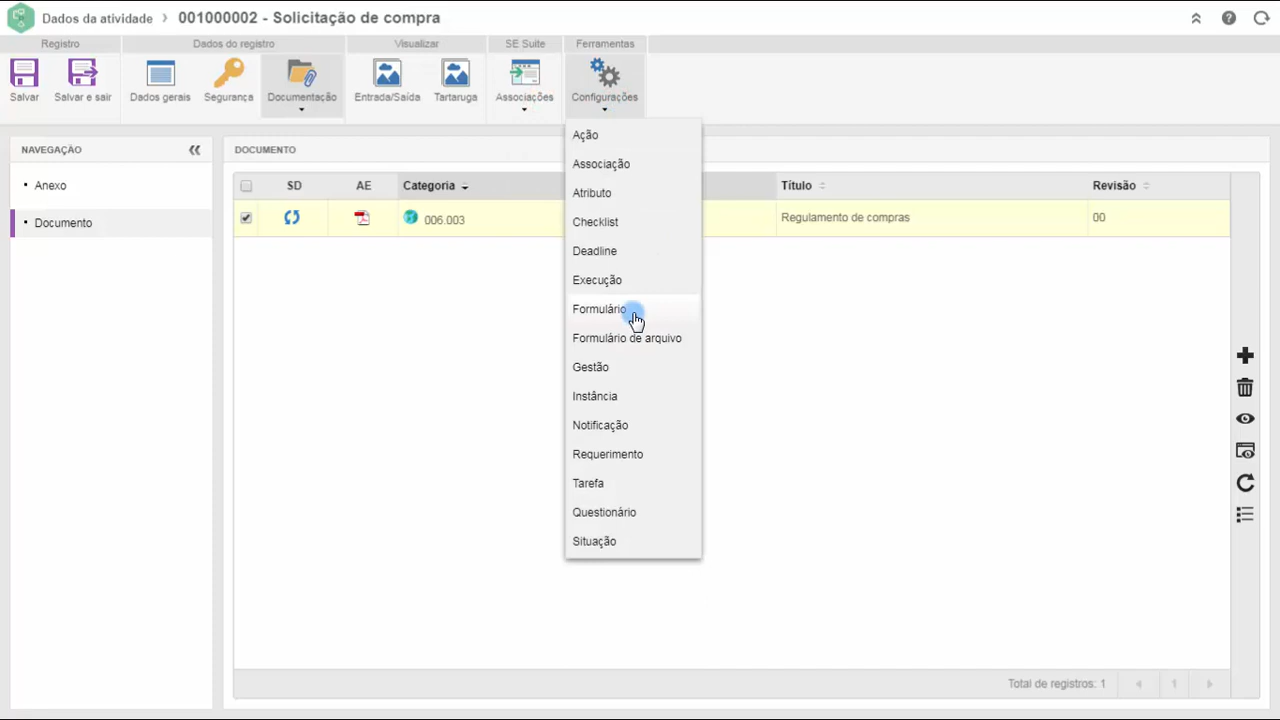 Dados da atividade › 001000002 - Solicitação de compra
Registro
Dados do registro
Visualizar
SE Suite
Ferramentas
Salvar
Salvar e sair
Dados gerais
Segurança
Documentação
Entrada/Saída
Tartaruga
Associações
Configurações
NAVEGAÇÃO
Anexo
Documento
DOCUMENTO
SD
AE
Categoria
Título
Revisão
006.003
Regulamento de compras
00
Ação
Associação
Atributo
Checklist
Deadline
Execução
Formulário
Formulário de arquivo
Gestão
Instância
Notificação
Requerimento
Tarefa
Questionário
Situação
Total de registros: 1
1